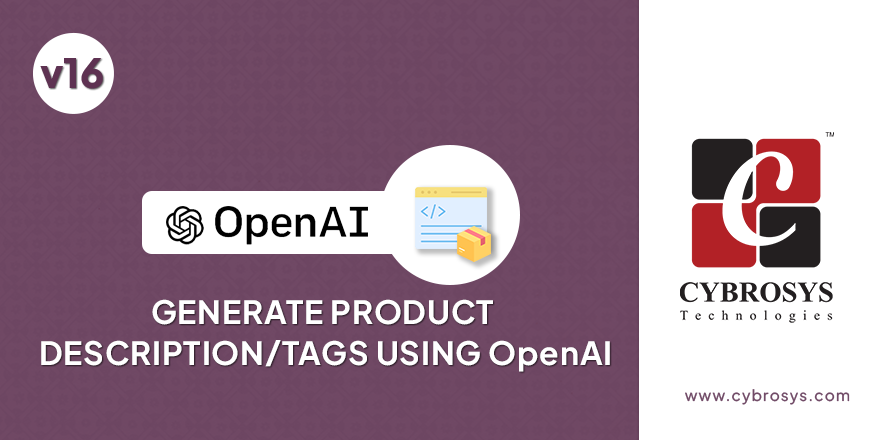 v16
OpenAI
</>
GENERATE PRODUCT
DESCRIPTION/TAGS USING OpenAI
C
TM
CYBROSYS
Technologies
www.cybrosys.com